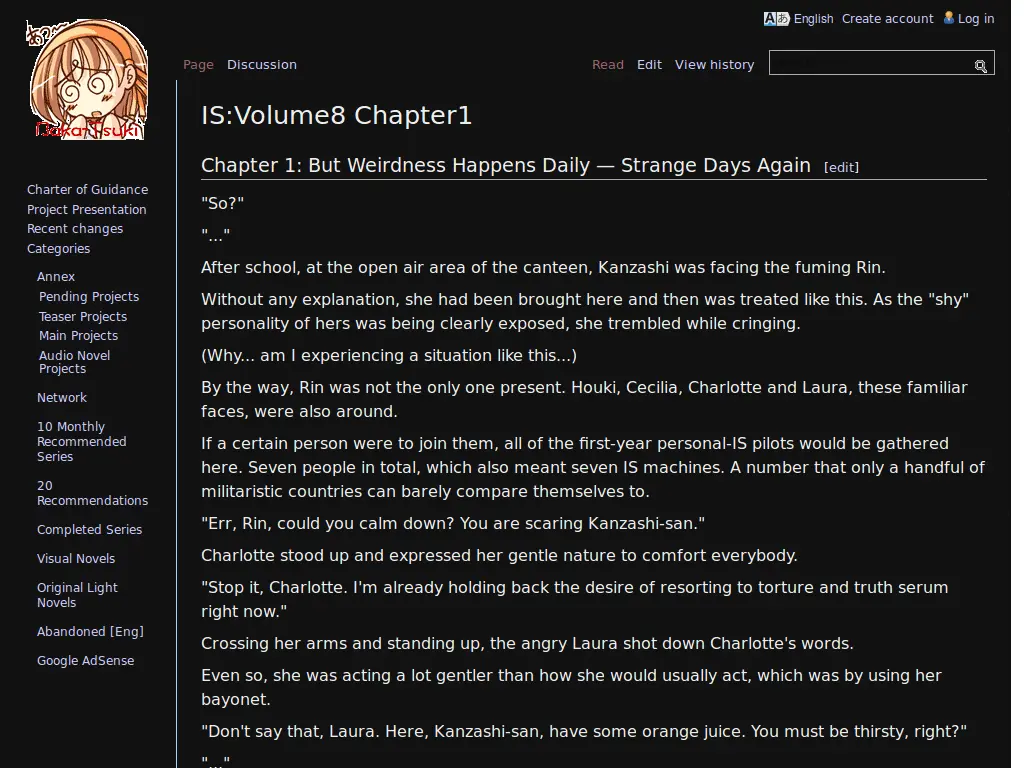 English Create account Log in
Page Discussion Read Edit View history
Baka-Tsuki
IS:Volume8 Chapter1
Chapter 1: But Weirdness Happens Daily — Strange Days Again [edit]
"So?"
"..."
After school, at the open air area of the canteen, Kanzashi was facing the fuming Rin.
Without any explanation, she had been brought here and then was treated like this. As the "shy"
personality of hers was being clearly exposed, she trembled while cringing.
(Why... am I experiencing a situation like this...)
By the way, Rin was not the only one present. Houki, Cecilia, Charlotte and Laura, these familiar
faces, were also around.
If a certain person were to join them, all of the first-year personal-IS pilots would be gathered
here. Seven people in total, which also meant seven IS machines. A number that only a handful of
militaristic countries can barely compare themselves to.
"Err, Rin, could you calm down? You are scaring Kanzashi-san."
Charlotte stood up and expressed her gentle nature to comfort everybody.
"Stop it, Charlotte. I'm already holding back the desire of resorting to torture and truth serum
right now."
Crossing her arms and standing up, the angry Laura shot down Charlotte's words.
Even so, she was acting a lot gentler than how she would usually act, which was by using her
bayonet.
"Don't say that, Laura. Here, Kanzashi-san, have some orange juice. You must be thirsty, right?"
"..."
Charter of Guidance
Project Presentation
Recent changes
Categories
Annex
Pending Projects
Teaser Projects
Main Projects
Audio Novel
Projects
Network
10 Monthly
Recommended
Series
20
Recommendations
Completed Series
Visual Novels
Original Light
Novels
Abandoned [Eng]
Google AdSense